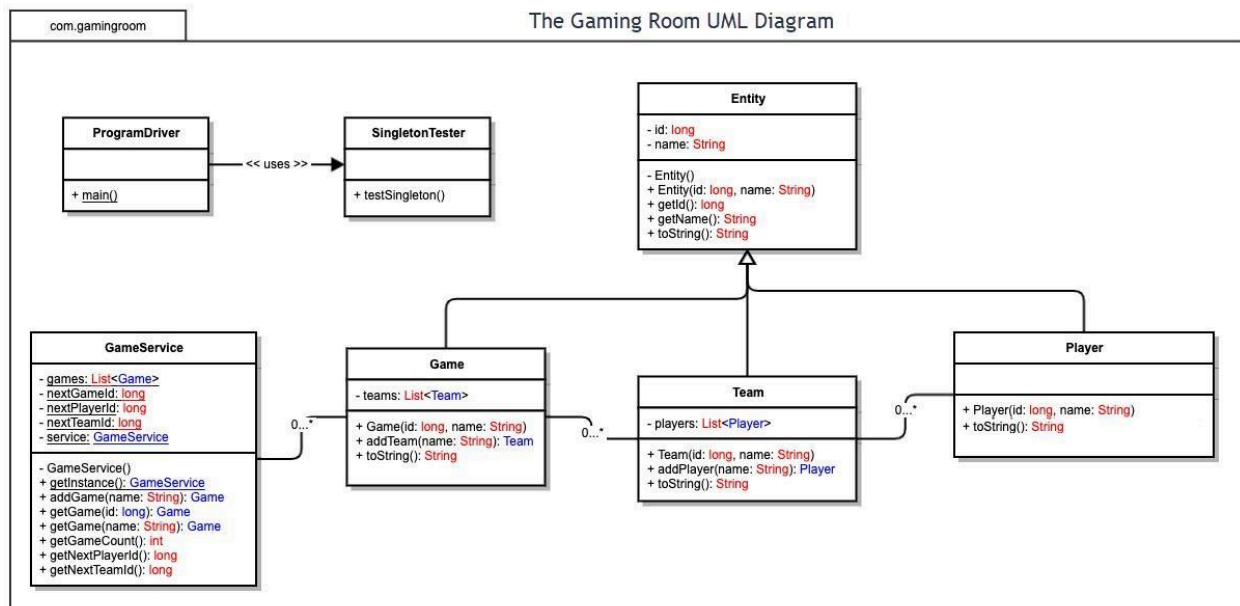 com.gamingroom
The Gaming Room UML Diagram
ProgramDriver
+ main()
<< uses >>
SingletonTester
+ testSingleton()
Entity
- id: long
- name: String
- Entity()
+ Entity(id: long, name: String)
+ getId(): long
+ getName(): String
+ toString(): String
GameService
- games: List<Game>
- nextGameId: long
- nextPlayerId: long
- nextTeamId: long
- service: GameService
- GameService()
+ getInstance(): GameService
+ addGame(name: String): Game
+ getGame(id: long): Game
+ getGame(name: String): Game
+ getGameCount(): int
+ getNextPlayerId(): long
+ getNextTeamId(): long
0...*
Game
- teams: List<Team>
+ Game(id: long, name: String)
+ addTeam(name: String): Team
+ toString(): String
0...*
Team
- players: List<Player>
+ Team(id: long, name: String)
+ addPlayer(name: String): Player
+ toString(): String
0...*
Player
+ Player(id: long, name: String)
+ toString(): String